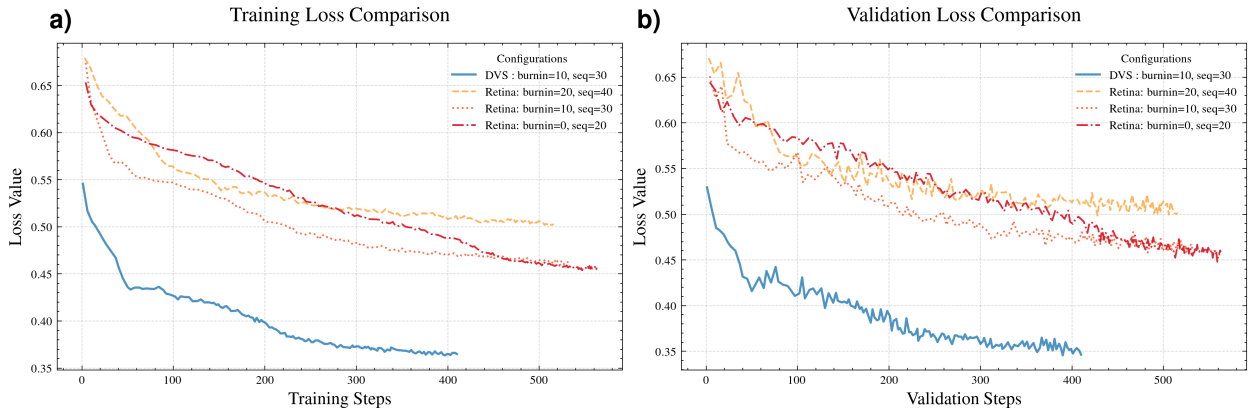 a)
Training Loss Comparison
Loss Value
0.65
0.60
0.55
0.50
0.45
0.40
0.35
Configurations
DVS : burnin=10, seq=30
Retina: burnin=20, seq=40
Retina: burnin=10, seq=30
Retina: burnin=0, seq=20
0
100
200
300
400
500
Training Steps
b)
Validation Loss Comparison
Loss Value
0.65
0.60
0.55
0.50
0.45
0.40
0.35
Configurations
DVS : burnin=10, seq=30
Retina: burnin=20, seq=40
Retina: burnin=10, seq=30
Retina: burnin=0, seq=20
0
100
200
300
400
500
Validation Steps